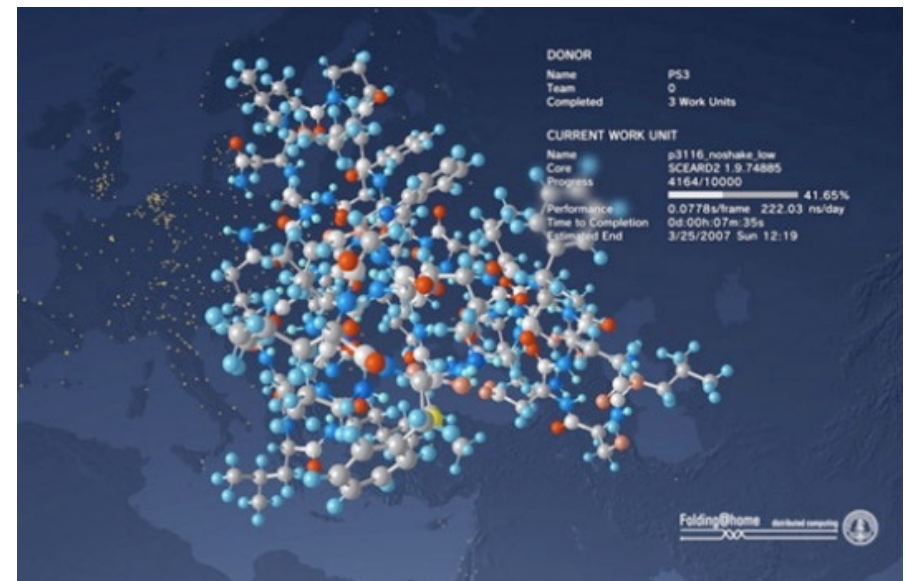 DONOR
Name PS3
Team 0
Completed 3 Work Units
CURRENT WORK UNIT
Name p3116_noshake_low
Core SCEARD2 1.9.74885
Progress 4164/10000
41.65%
Performance 0.0778s/frame 222.03 ns/day
Time to Completion 0d:00h:07m:35s
Estimated End 3/25/2007 Sun 12:19
Folding@home distributed computing